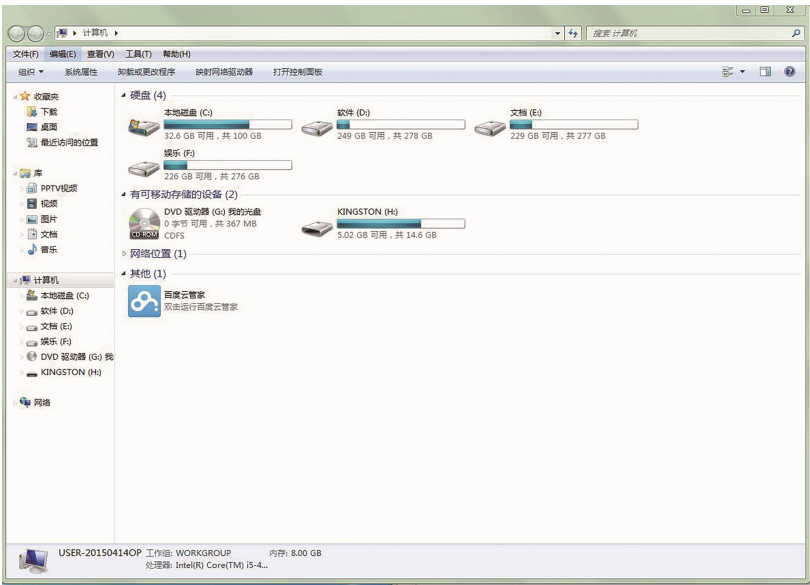 计算机
搜索 计算机
文件(F) 编辑(E) 查看(V) 工具(T) 帮助(H)
组织 系统属性 卸载或更改程序 映射网络驱动器 打开控制面板
收藏夹
下载
桌面
最近访问的位置
库
PPTV视频
视频
图片
文档
音乐
计算机
本地磁盘 (C:)
软件 (D:)
文档 (E:)
娱乐 (F:)
DVD 驱动器 (G:) 我
KINGSTON (H:)
网络
硬盘 (4)
本地磁盘 (C:)
32.6 GB 可用，共 100 GB
软件 (D:)
249 GB 可用，共 278 GB
文档 (E:)
229 GB 可用，共 277 GB
娱乐 (F:)
226 GB 可用，共 276 GB
有可移动存储的设备 (2)
DVD 驱动器 (G:) 我的光盘
0 字节 可用，共 367 MB
CDFS
CD-ROM
KINGSTON (H:)
5.02 GB 可用，共 14.6 GB
网络位置 (1)
其他 (1)
百度云管家
双击运行百度云管家
USER-20150414OP 工作组: WORKGROUP 内存: 8.00 GB
处理器: Intel(R) Core(TM) i5-4...